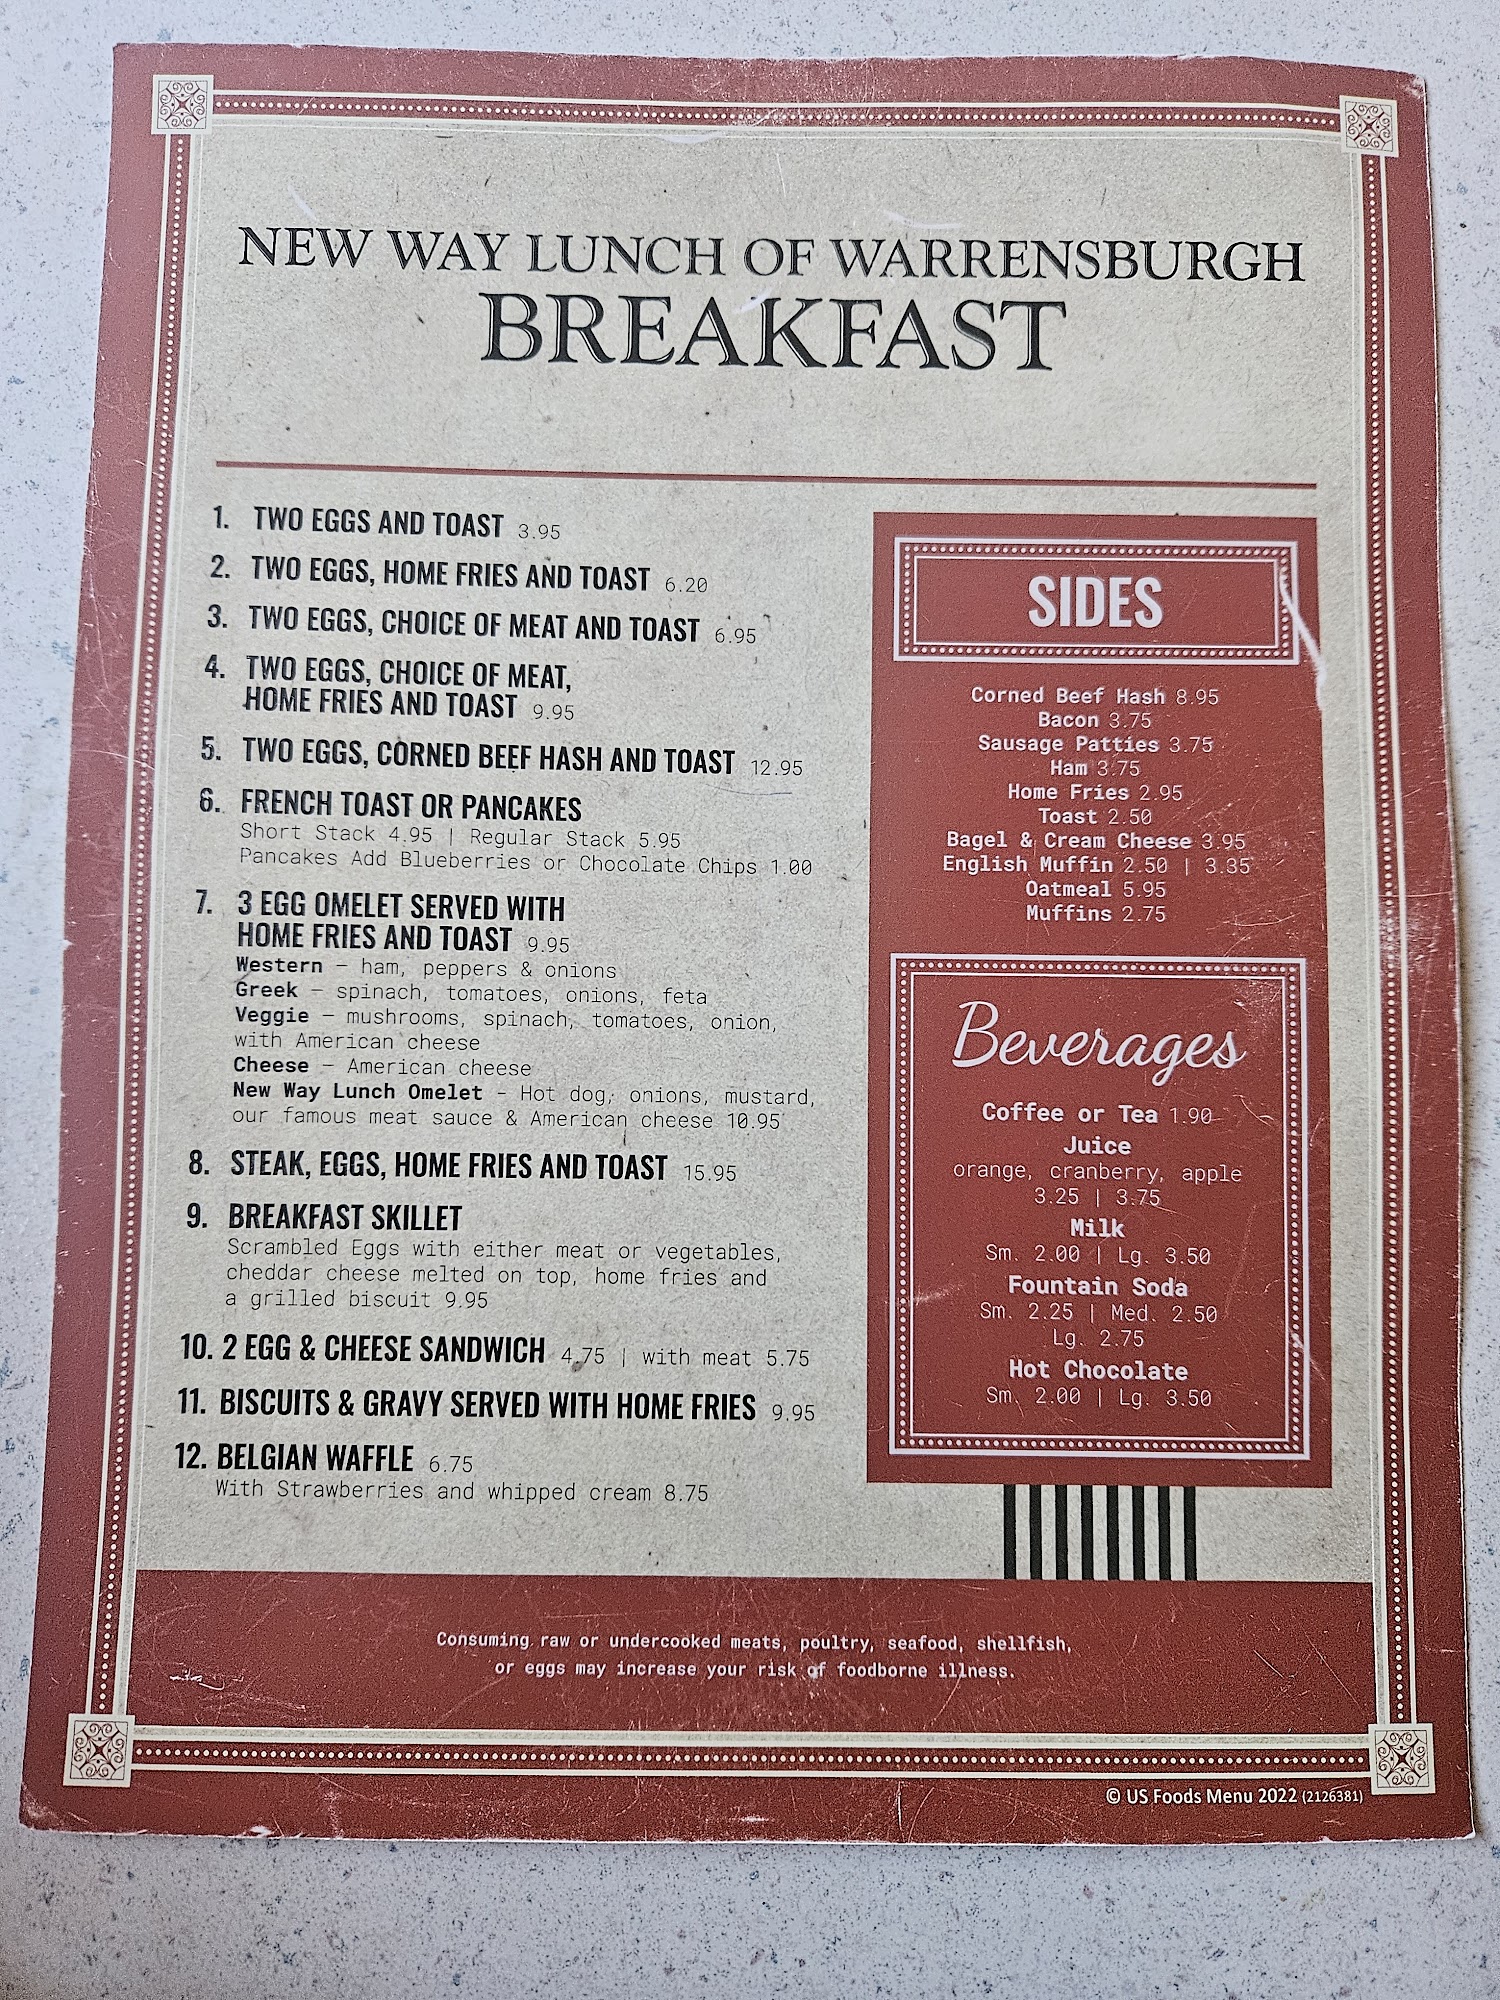 NEW WAY LUNCH OF WARRENSBURGH
BREAKFAST
1. TWO EGGS AND TOAST 3.95
2. TWO EGGS, HOME FRIES AND TOAST 6.20
3. TWO EGGS, CHOICE OF MEAT AND TOAST 6.95
4. TWO EGGS, CHOICE OF MEAT,
HOME FRIES AND TOAST 9.95
5. TWO EGGS, CORNED BEEF HASH AND TOAST 12.95
6. FRENCH TOAST OR PANCAKES
Short Stack 4.95 | Regular Stack 5.95
Pancakes Add Blueberries or Chocolate Chips 1.00
7. 3 EGG OMELET SERVED WITH
HOME FRIES AND TOAST 9.95
Western – ham, peppers & onions
Greek – spinach, tomatoes, onions, feta
Veggie – mushrooms, spinach, tomatoes, onion,
with American cheese
Cheese – American cheese
New Way Lunch Omelet - Hot dog, onions, mustard,
our famous meat sauce & American cheese 10.95
8. STEAK, EGGS, HOME FRIES AND TOAST 15.95
9. BREAKFAST SKILLET
Scrambled Eggs with either meat or vegetables,
cheddar cheese melted on top, home fries and
a grilled biscuit 9.95
10. 2 EGG & CHEESE SANDWICH 4.75 | with meat 5.75
11. BISCUITS & GRAVY SERVED WITH HOME FRIES 9.95
12. BELGIAN WAFFLE 6.75
With Strawberries and whipped cream 8.75
SIDES
Corned Beef Hash 8.95
Bacon 3.75
Sausage Patties 3.75
Ham 3.75
Home Fries 2.95
Toast 2.50
Bagel & Cream Cheese 3.95
English Muffin 2.50 | 3.35
Oatmeal 5.95
Muffins 2.75
Beverages
Coffee or Tea 1.90
Juice
orange, cranberry, apple
3.25 | 3.75
Milk
Sm. 2.00 | Lg. 3.50
Fountain Soda
Sm. 2.25 | Med. 2.50
Lg. 2.75
Hot Chocolate
Sm. 2.00 | Lg. 3.50
Consuming raw or undercooked meats, poultry, seafood, shellfish,
or eggs may increase your risk of foodborne illness.
© US Foods Menu 2022 (2126381)